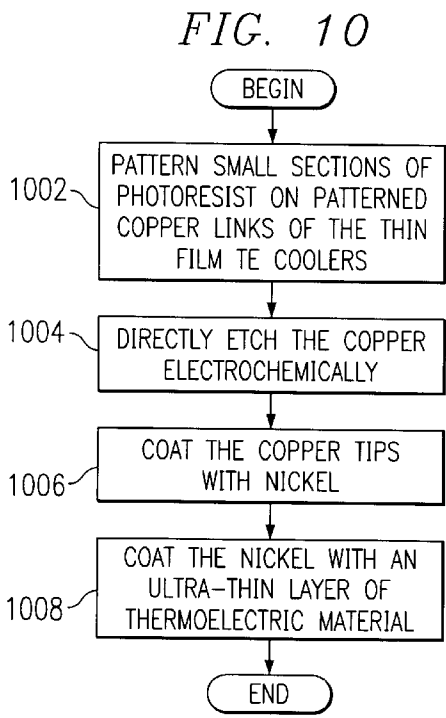 FIG. 10
BEGIN
1002
PATTERN SMALL SECTIONS OF
PHOTORESIST ON PATTERNED
COPPER LINKS OF THE THIN
FILM TE COOLERS
1004
DIRECTLY ETCH THE COPPER
ELECTROCHEMICALLY
1006
COAT THE COPPER TIPS
WITH NICKEL
1008
COAT THE NICKEL WITH AN
ULTRA-THIN LAYER OF
THERMOELECTRIC MATERIAL
END